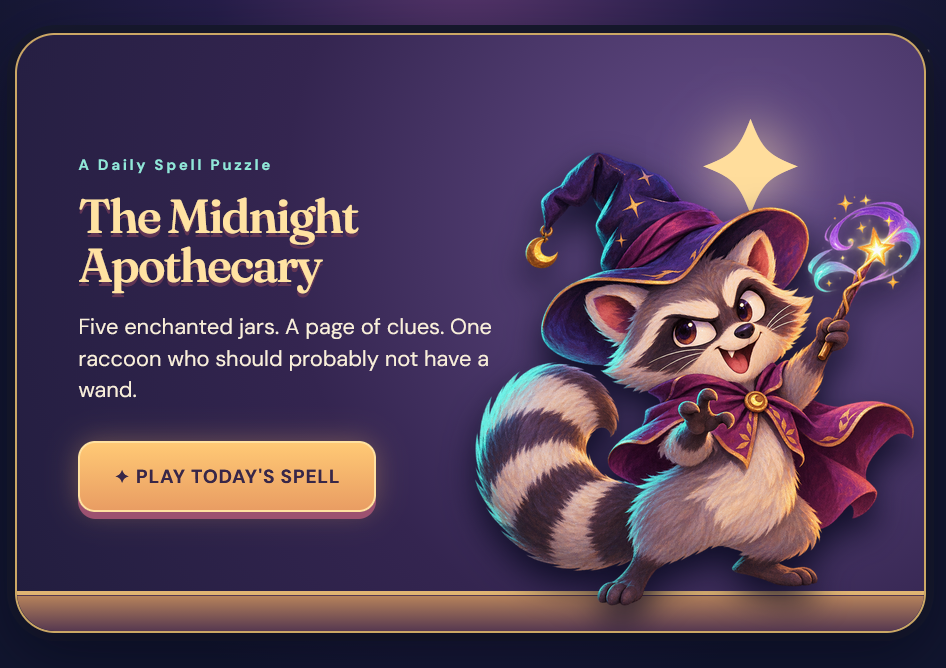 A Daily Spell Puzzle
The Midnight
Apothecary
Five enchanted jars. A page of clues. One
raccoon who should probably not have a
wand.
✦ PLAY TODAY'S SPELL